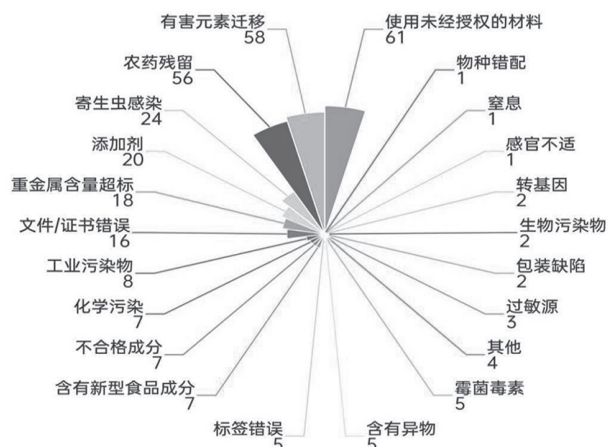 有害元素迁移
58
使用未经授权的材料
61
农药残留
56
物种错配
1
寄生虫感染
24
窒息
1
添加剂
20
感官不适
1
重金属含量超标
18
转基因
2
文件/证书错误
16
生物污染物
2
工业污染物
8
包装缺陷
2
化学污染
7
过敏源
3
不合格成分
7
其他
4
含有新型食品成分
7
霉菌毒素
5
标签错误
5
含有异物
5